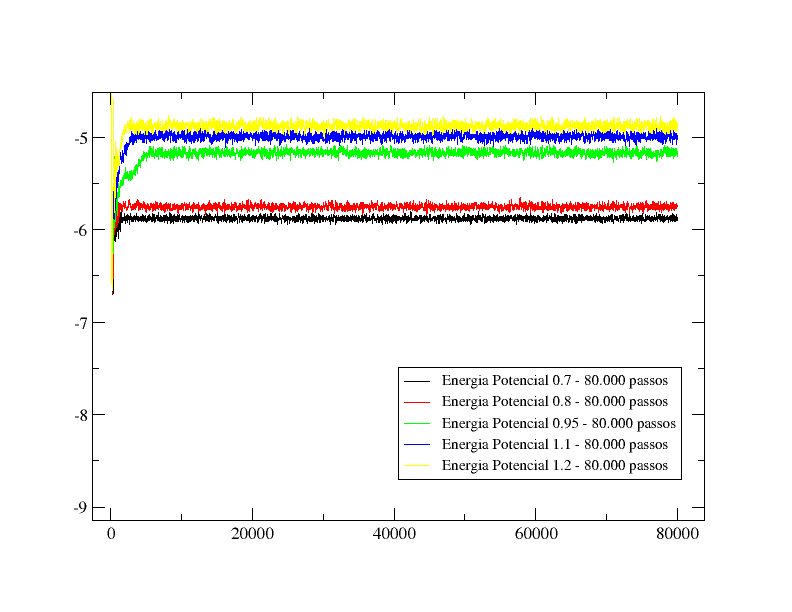 -5
-6
-7
-8
-9
0 20000 40000 60000 80000
Energia Potencial 0.7 - 80.000 passos
Energia Potencial 0.8 - 80.000 passos
Energia Potencial 0.95 - 80.000 passos
Energia Potencial 1.1 - 80.000 passos
Energia Potencial 1.2 - 80.000 passos